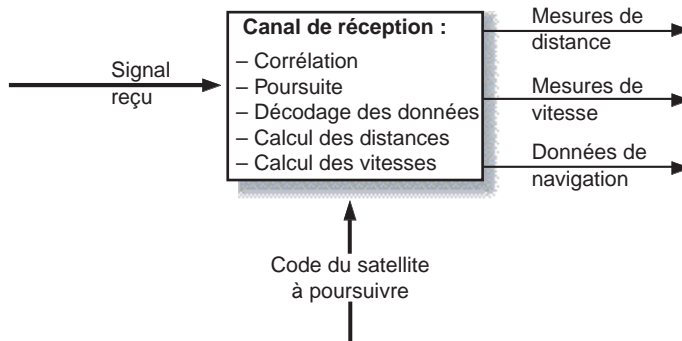 Signal
reçu
Canal de réception :
– Corrélation
– Poursuite
– Décodage des données
– Calcul des distances
– Calcul des vitesses
Mesures de
distance
Mesures de
vitesse
Données de
navigation
Code du satellite
à poursuivre